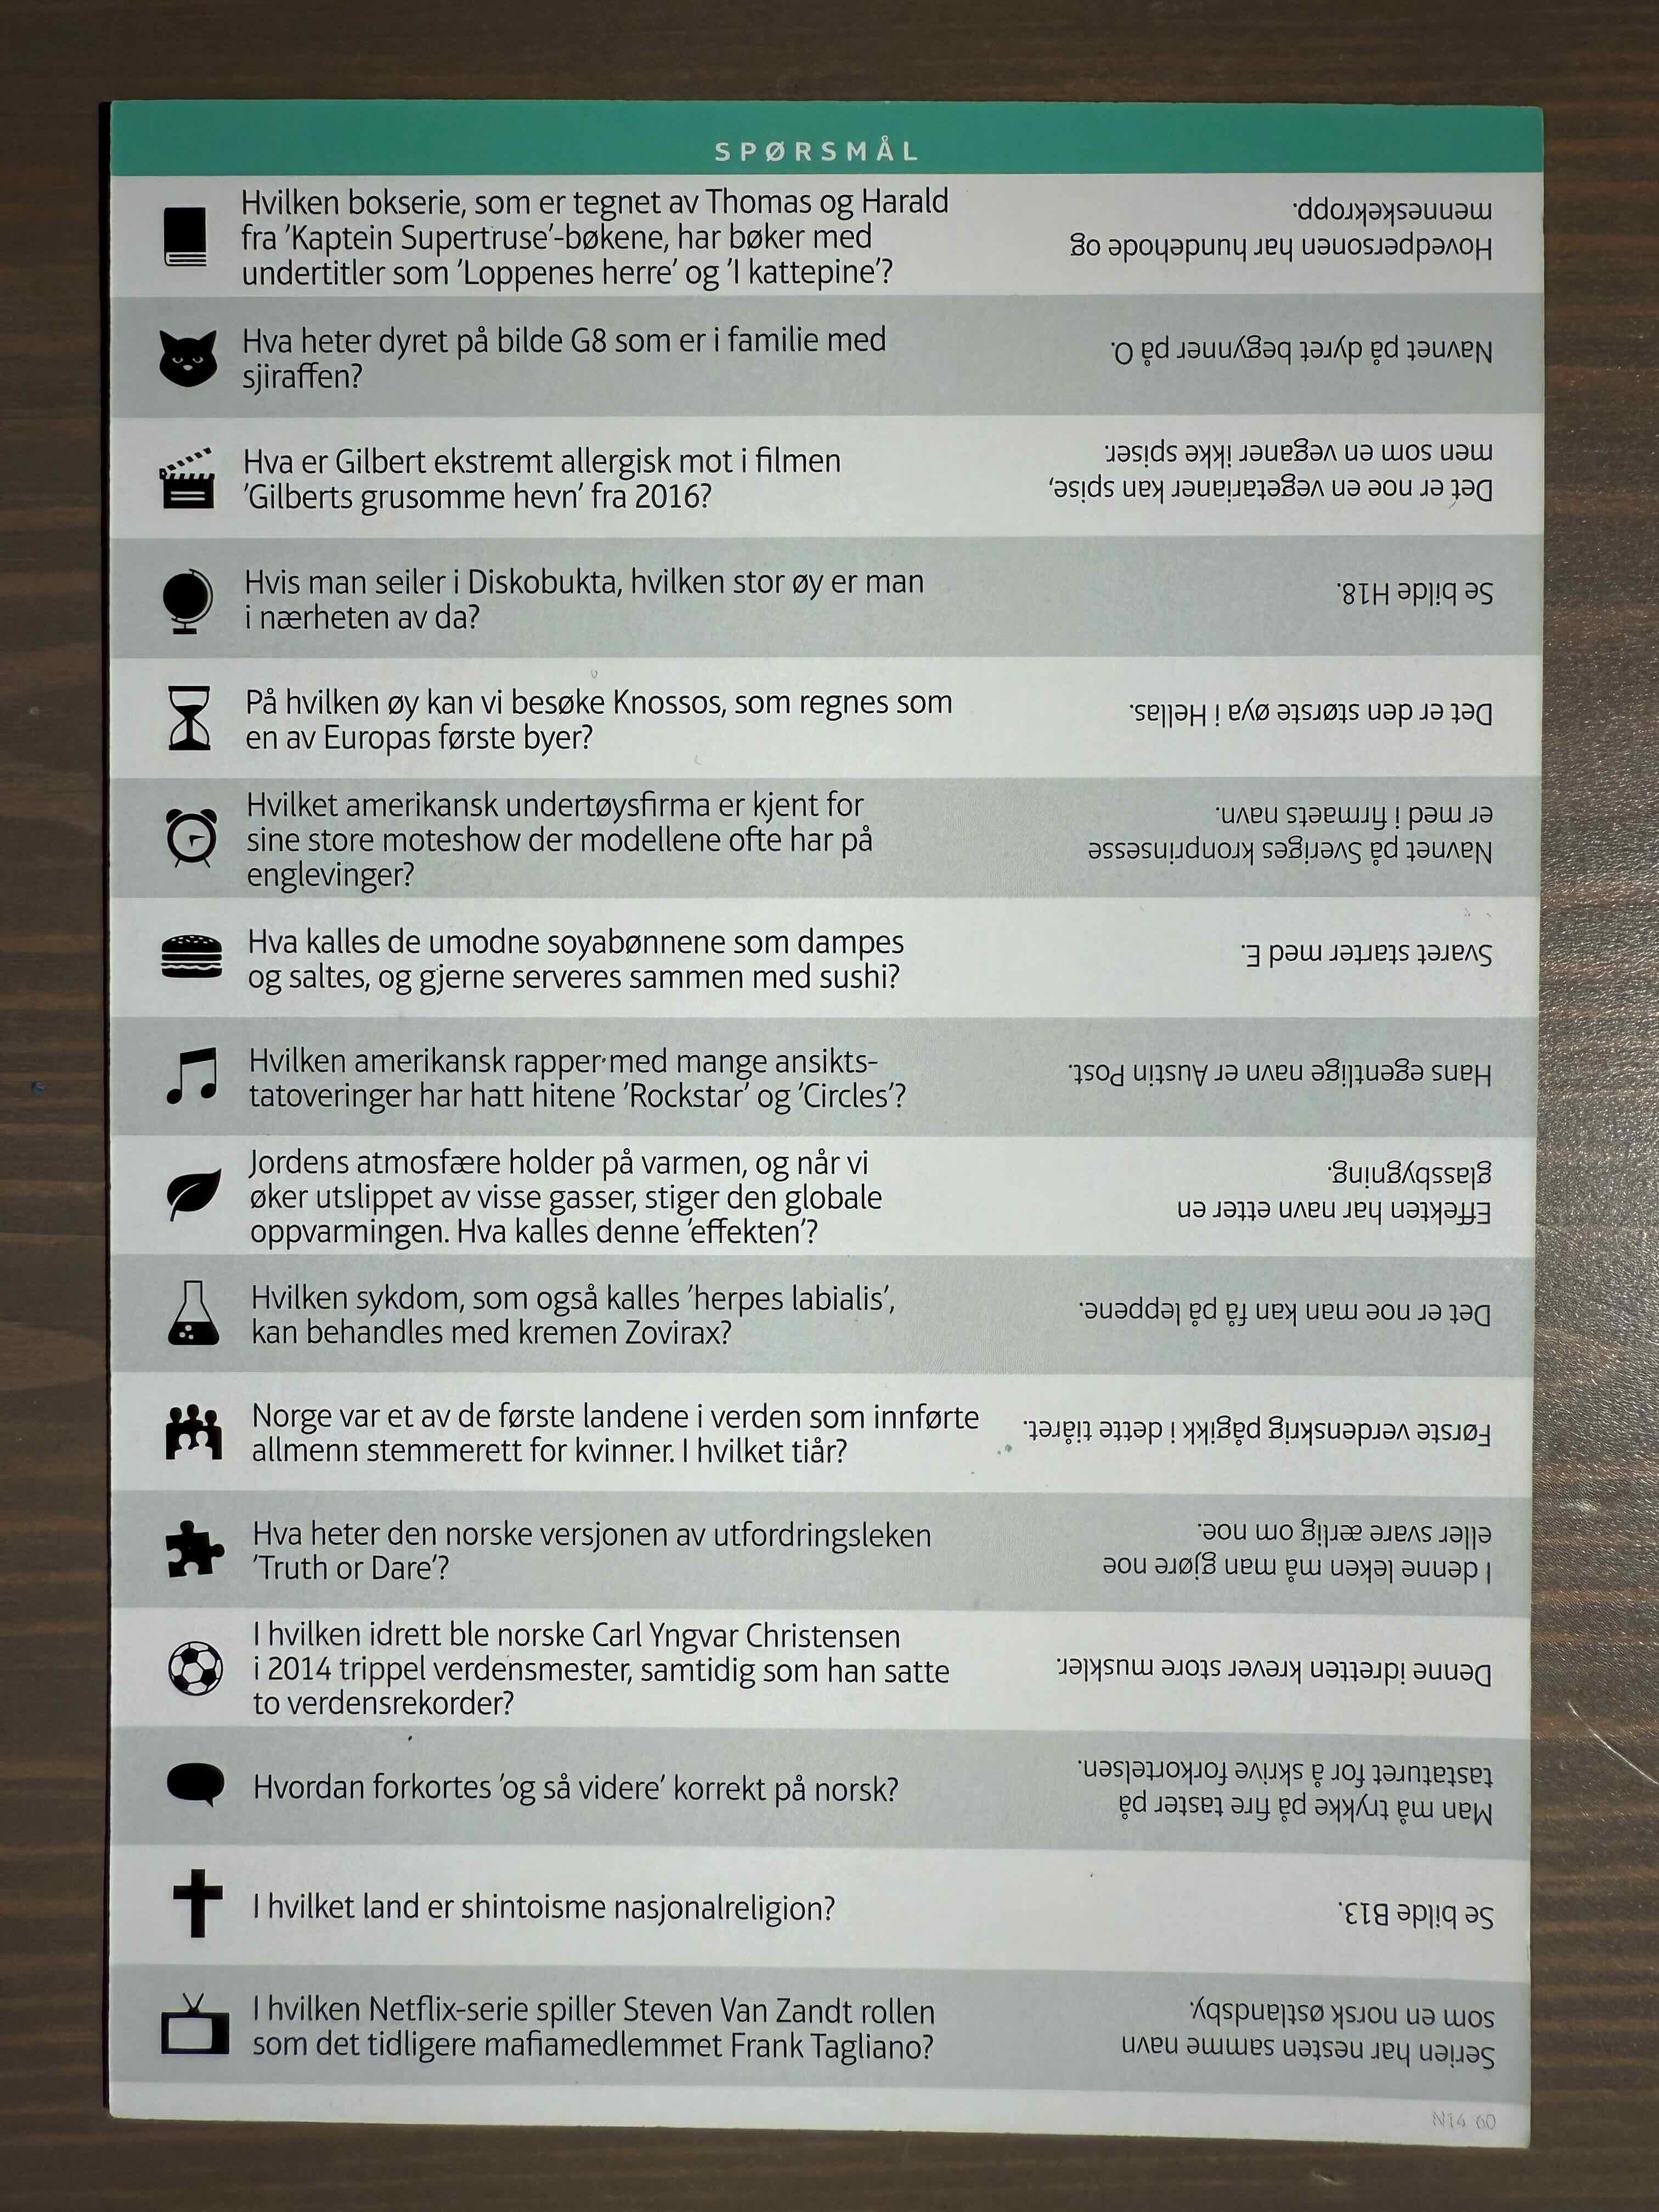 SPØRSMÅL
Hvilken bokserie, som er tegnet av Thomas og Harald
fra 'Kaptein Supertruse'-bøkene, har bøker med
undertitler som 'Loppenes herre' og 'I kattepine'?
Hovedpersonen har hundehode og
menneskekropp.
Hva heter dyret på bilde G8 som er i familie med
sjiraffen?
Navnet på dyret begynner på O.
Hva er Gilbert ekstremt allergisk mot i filmen
'Gilberts grusomme hevn' fra 2016?
Det er noe en vegetarianer kan spise,
men som en veganer ikke spiser.
Hvis man seiler i Diskobukta, hvilken stor øy er man
i nærheten av da?
Se bilde H18.
På hvilken øy kan vi besøke Knossos, som regnes som
en av Europas første byer?
Det er den største øya i Hellas.
Hvilket amerikansk undertøysfirma er kjent for
sine store moteshow der modellene ofte har på
englevinger?
Navnet på Sveriges kronprinsesse
er med i firmaets navn.
Hva kalles de umodne soyabønnene som dampes
og saltes, og gjerne serveres sammen med sushi?
Svaret starter med E.
Hvilken amerikansk rapper med mange ansikts-
tatoveringer har hatt hitene 'Rockstar' og 'Circles'?
Hans egentlige navn er Austin Post.
Jordens atmosfære holder på varmen, og når vi
øker utslippet av visse gasser, stiger den globale
oppvarmingen. Hva kalles denne 'effekten'?
Effekten har navn etter en
glassbygning.
Hvilken sykdom, som også kalles 'herpes labialis',
kan behandles med kremen Zovirax?
Det er noe man kan få på leppene.
Norge var et av de første landene i verden som innførte
allmenn stemmerett for kvinner. I hvilket tiår?
Første verdenskrig pågikk i dette tiåret.
Hva heter den norske versjonen av utfordringsleken
'Truth or Dare'?
I denne leken må man gjøre noe
eller svare ærlig om noe.
I hvilken idrett ble norske Carl Yngvar Christensen
i 2014 trippel verdensmester, samtidig som han satte
to verdensrekorder?
Denne idretten krever store muskler.
Hvordan forkortes 'og så videre' korrekt på norsk?
Man må trykke på fire taster på
tastaturet for å skrive forkortelsen.
I hvilket land er shintoisme nasjonalreligion?
Se bilde B13.
I hvilken Netflix-serie spiller Steven Van Zandt rollen
som det tidligere mafiamedlemmet Frank Tagliano?
Serien har nesten samme navn
som en norsk østlandsby.
N14 60